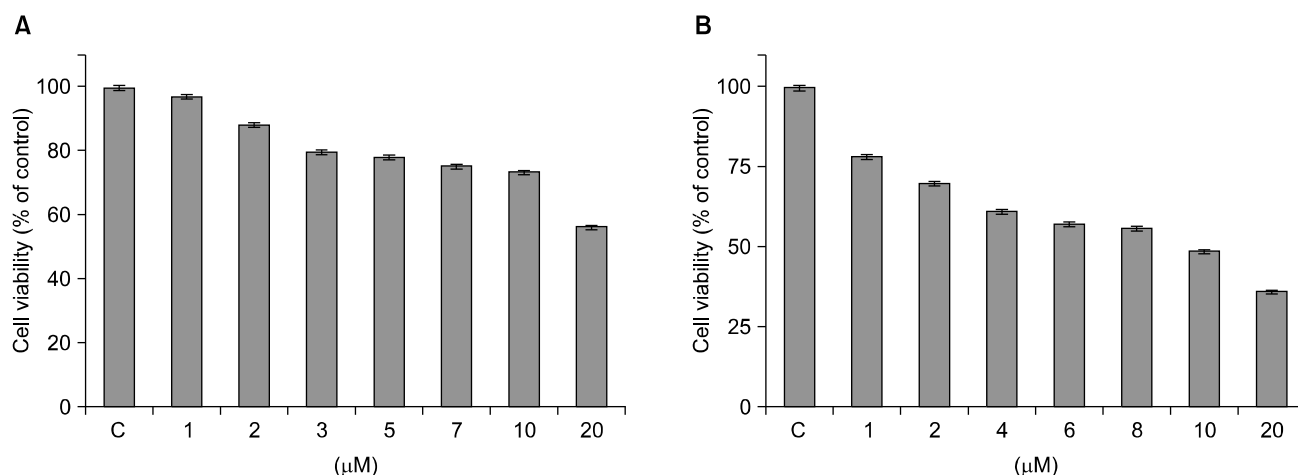 A
Cell viability (% of control)
100
80
60
40
20
0
C 1 2 3 5 7 10 20
(μM)
B
Cell viability (% of control)
100
75
50
25
0
C 1 2 4 6 8 10 20
(μM)